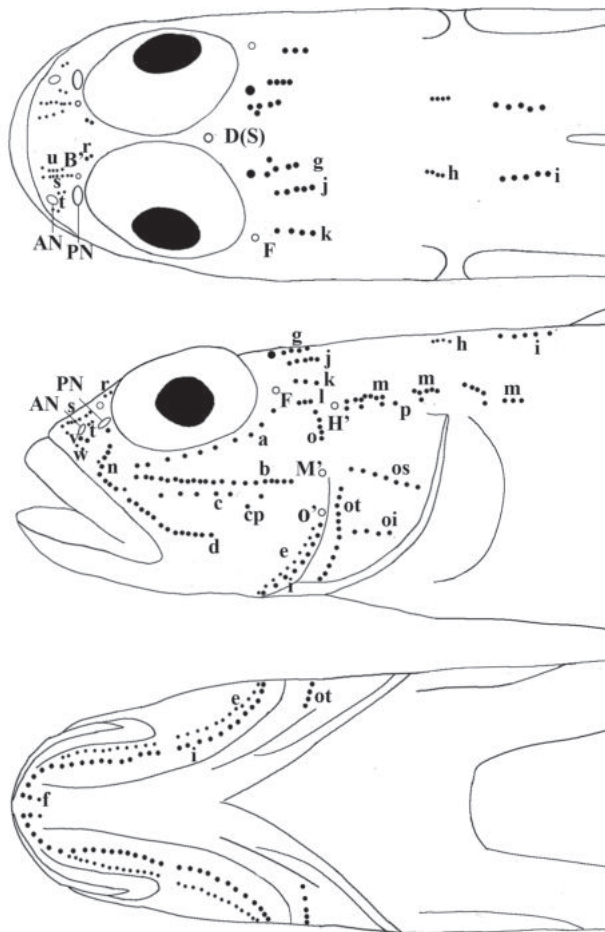 D(S)
r
u B'
s
t
g
h
i
j
k
F
AN PN
g
j
h
i
PN
r
AN
s
k
F
l
m
m
m
H'
p
t
v
w
o
a
n
M'
b
os
c
cp
ot
O'
oi
d
e
i
e
ot
i
f